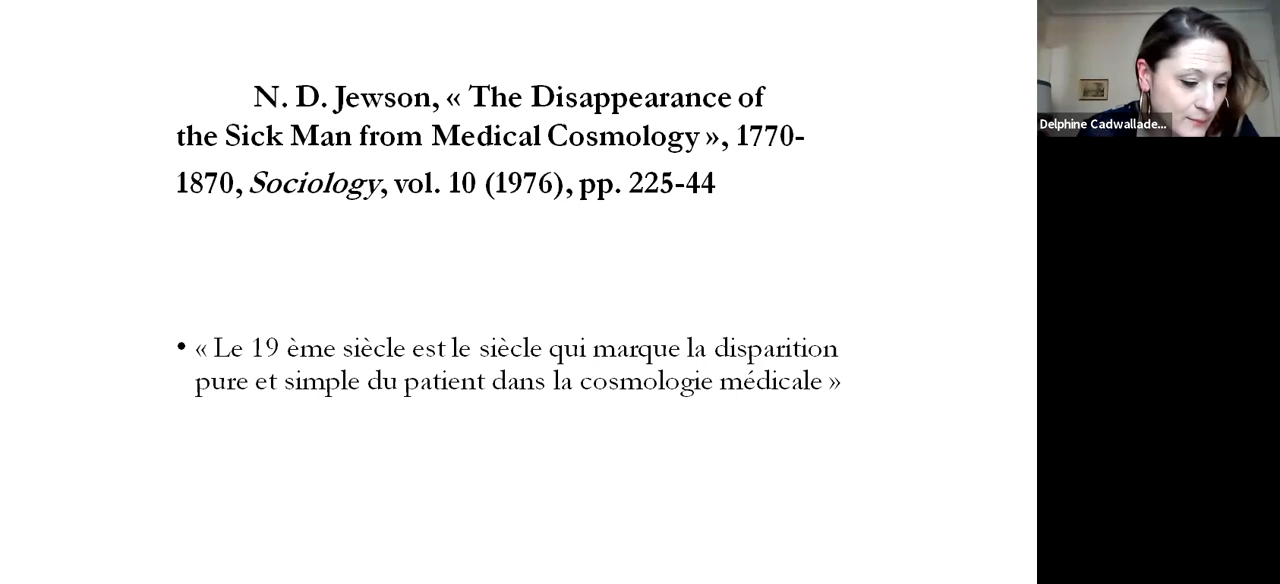 N. D. Jewson, « The Disappearance of
the Sick Man from Medical Cosmology », 1770-
1870, Sociology, vol. 10 (1976), pp. 225-44
• « Le 19 ème siècle est le siècle qui marque la disparition
pure et simple du patient dans la cosmologie médicale »
Delphine Cadwallade...